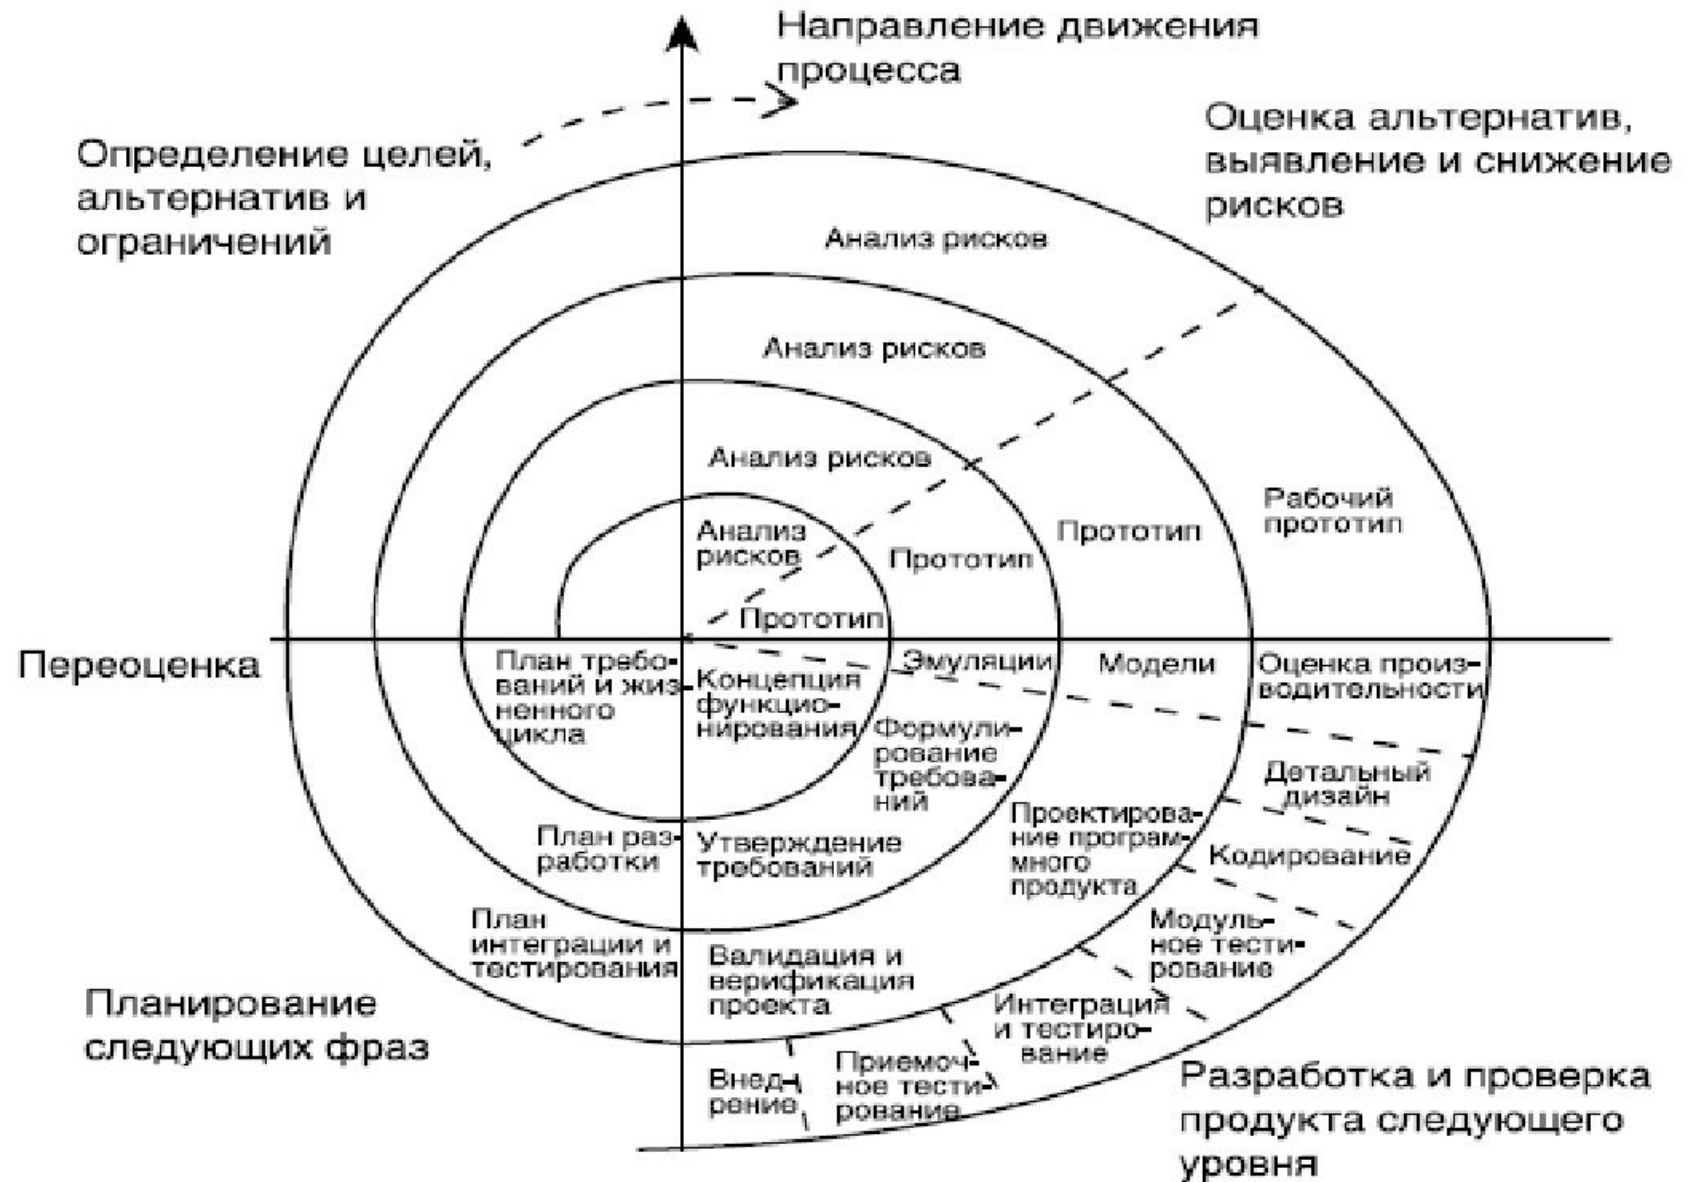 Направление движения
процесса
Определение целей,
альтернатив и
ограничений
Оценка альтернатив,
выявление и снижение
рисков
Анализ рисков
Анализ рисков
Анализ рисков
Анализ
рисков
Прототип
Прототип
Прототип
Рабочий
прототип
Переоценка
План требо-
ваний и жиз-
ненного
цикла
Концепция
функцио-
нирования
Эмуляции
Модели
Оценка произ-
водительности
Формули-
рование
требова-
ний
Детальный
дизайн
План раз-
работки
Утверждение
требований
Проектирова-
ние програм-
много
продукта
Кодирование
План
интеграции и
тестирования
Валидация и
верификация
проекта
Модуль-
ное тести-
рование
Интеграция
и тестиро-
вание
Планирование
следующих фраз
Внед-
рение
Приемоч-
ное тести-
рование
Разработка и проверка
продукта следующего
уровня